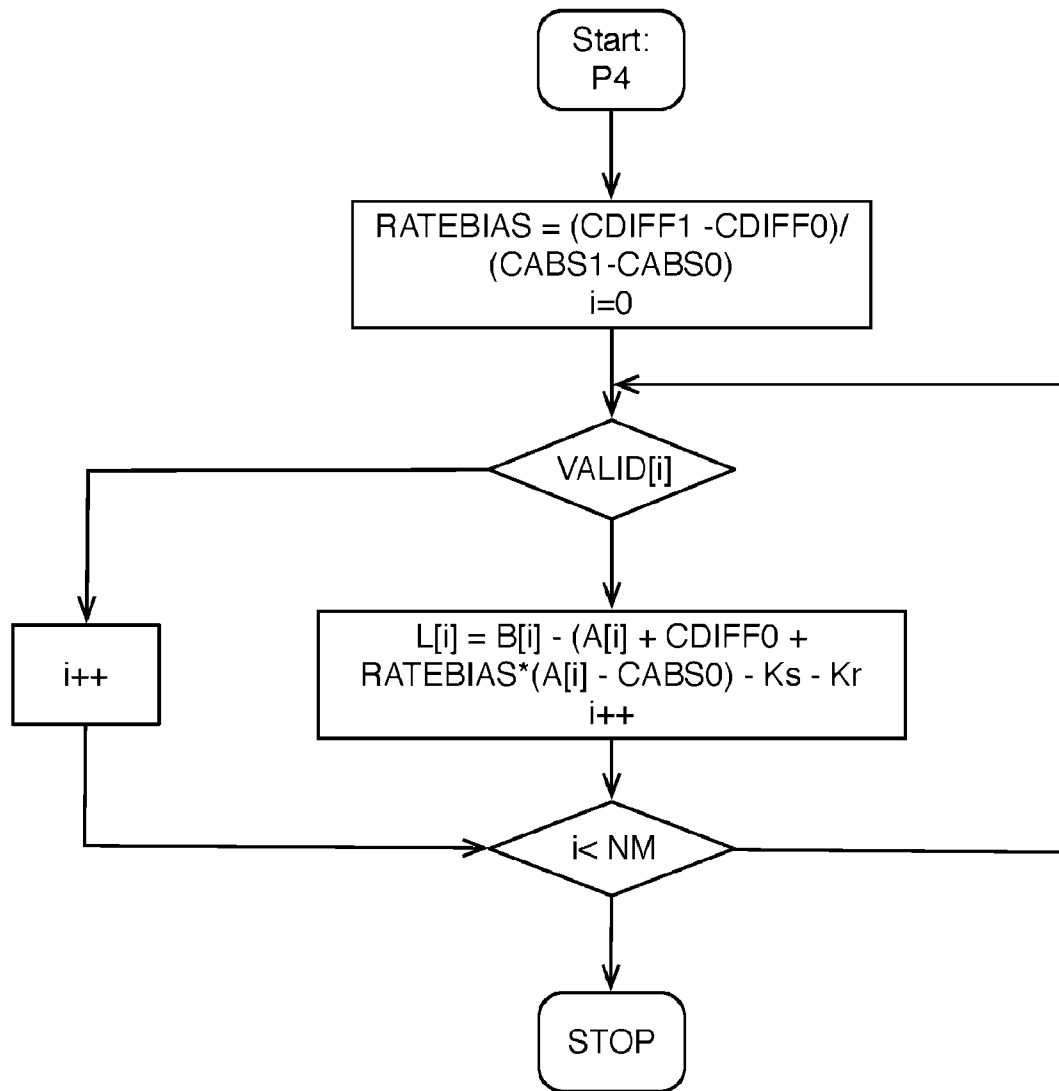 Start:
P4
RATEBIAS = (CDIFF1 -CDIFF0)/
(CABS1-CABS0)
i=0
VALID[i]
i++
L[i] = B[i] - (A[i] + CDIFF0 +
RATEBIAS*(A[i] - CABS0) - Ks - Kr
i++
i< NM
STOP